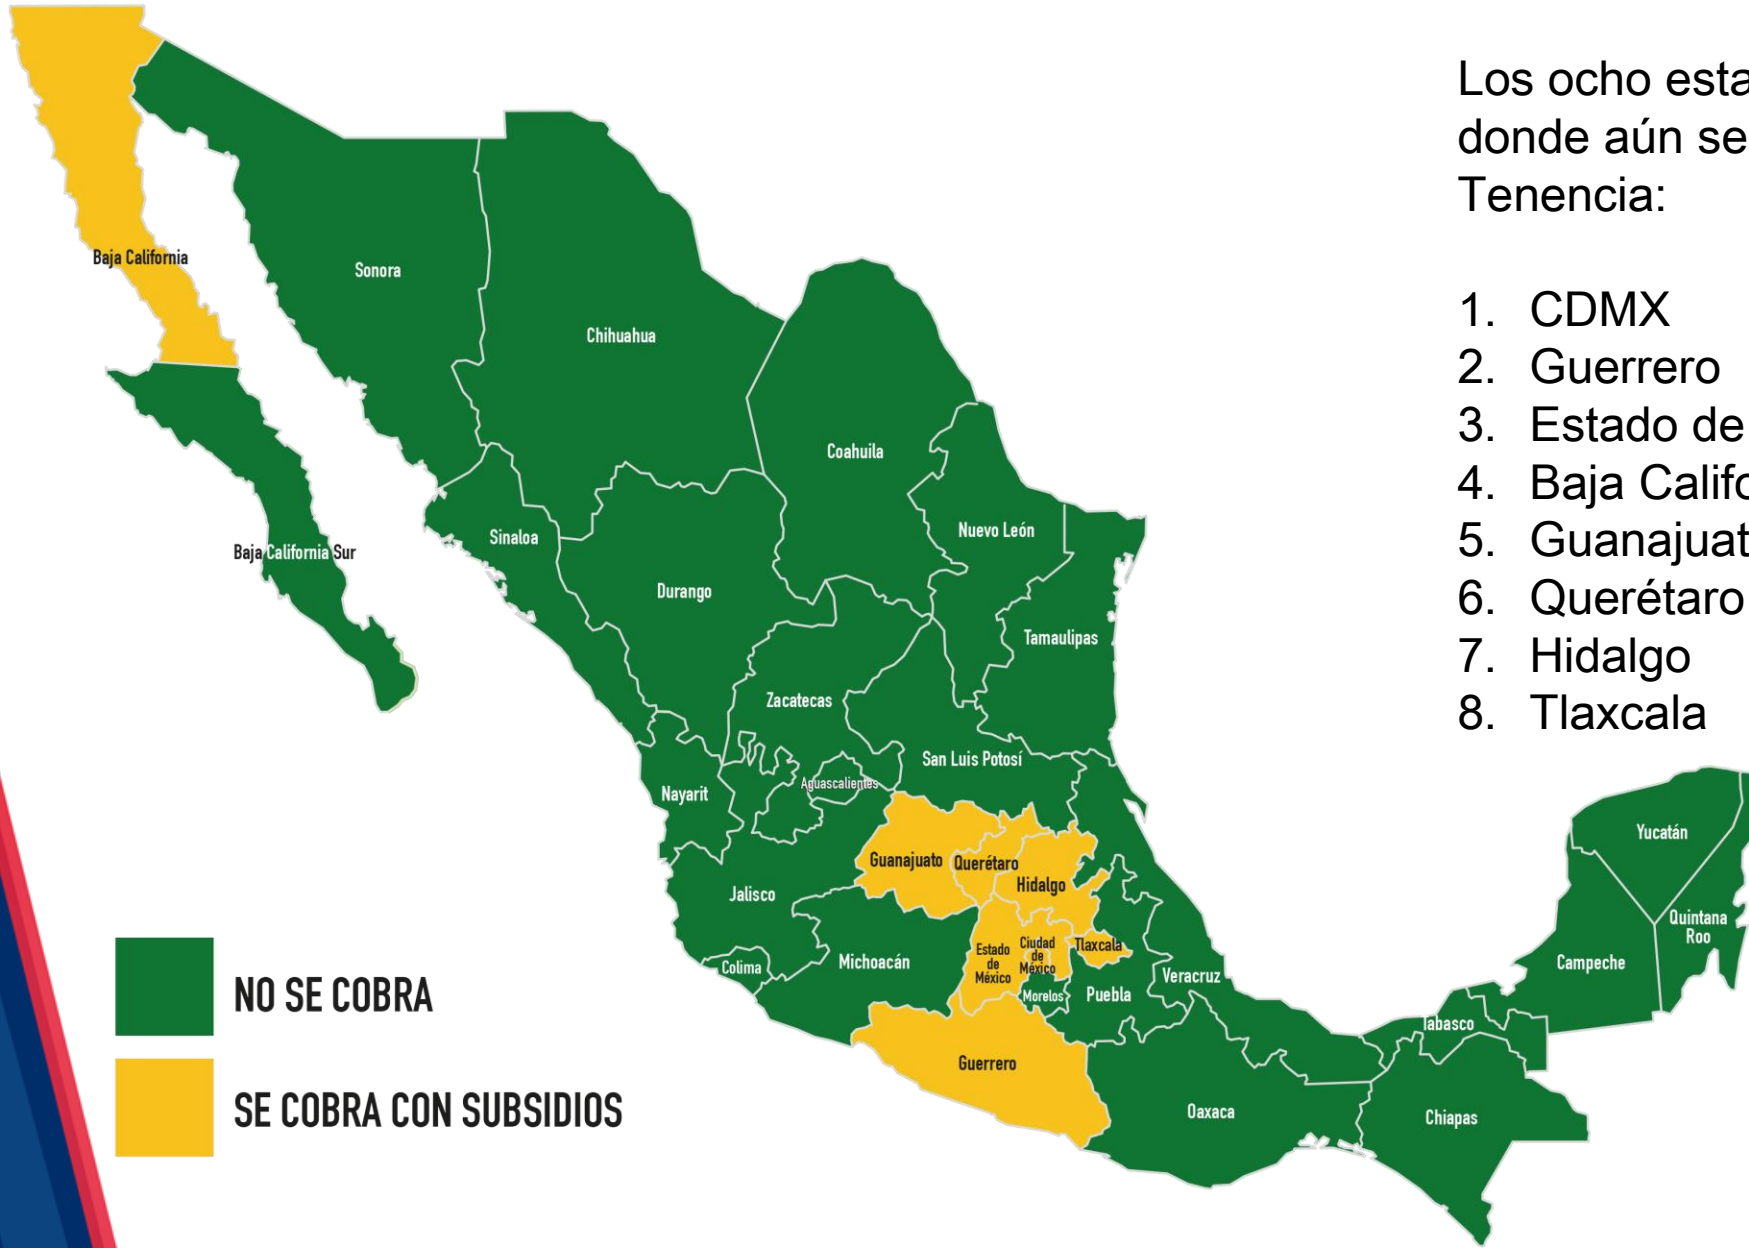 Los ocho esta
donde aún se
Tenencia:
1. CDMX
2. Guerrero
3. Estado de
4. Baja Califo
5. Guanajuat
6. Querétaro
7. Hidalgo
8. Tlaxcala
Baja California
Sonora
Chihuahua
Coahuila
Baja California Sur
Sinaloa
Nuevo León
Durango
Tamaulipas
Zacatecas
San Luis Potosí
Nayarit
Aguascalientes
Yucatán
Guanajuato
Querétaro
Hidalgo
Jalisco
Quintana
Roo
Colima
Michoacán
Estado
de
México
Ciudad
de
México
Tlaxcala
Morelos
Puebla
Veracruz
Campeche
Tabasco
Guerrero
Oaxaca
Chiapas
NO SE COBRA
SE COBRA CON SUBSIDIOS